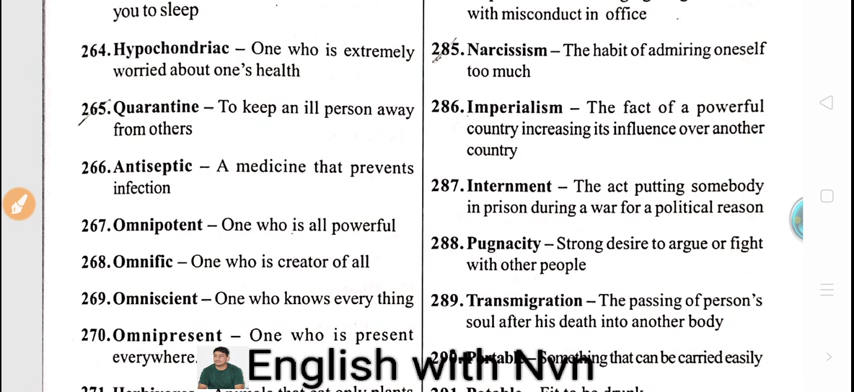 you to sleep
264. Hypochondriac – One who is extremely
worried about one's health
265. Quarantine – To keep an ill person away
from others
266. Antiseptic – A medicine that prevents
infection
267. Omnipotent – One who is all powerful
268. Omnific – One who is creator of all
269. Omniscient – One who knows every thing
270. Omnipresent – One who is present
everywhere.
with misconduct in office
285. Narcissism – The habit of admiring oneself
too much
286. Imperialism – The fact of a powerful
country increasing its influence over another
country
287. Internment – The act putting somebody
in prison during a war for a political reason
288. Pugnacity – Strong desire to argue or fight
with other people
289. Transmigration – The passing of person's
soul after his death into another body
290. Portable – Something that can be carried easily
English with Nvn